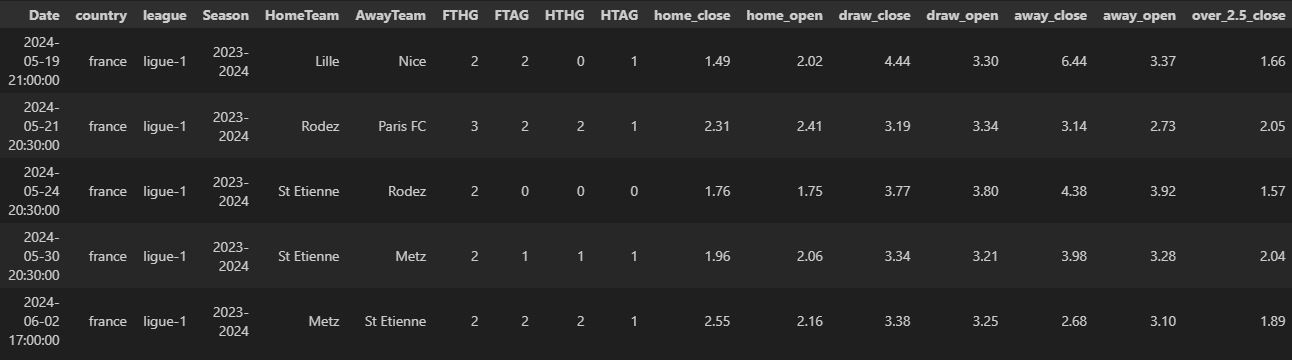 Date country league Season HomeTeam AwayTeam FTHG FTAG HTHG HTAG home_close home_open draw_close draw_open away_close away_open over_2.5_close
2024-05-19 21:00:00 france ligue-1 2023-2024 Lille Nice 2 2 0 1 1.49 2.02 4.44 3.30 6.44 3.37 1.66
2024-05-21 20:30:00 france ligue-1 2023-2024 Rodez Paris FC 3 2 2 1 2.31 2.41 3.19 3.34 3.14 2.73 2.05
2024-05-24 20:30:00 france ligue-1 2023-2024 St Etienne Rodez 2 0 0 0 1.76 1.75 3.77 3.80 4.38 3.92 1.57
2024-05-30 20:30:00 france ligue-1 2023-2024 St Etienne Metz 2 1 1 1 1.96 2.06 3.34 3.21 3.98 3.28 2.04
2024-06-02 17:00:00 france ligue-1 2023-2024 Metz St Etienne 2 2 2 1 2.55 2.16 3.38 3.25 2.68 3.10 1.89